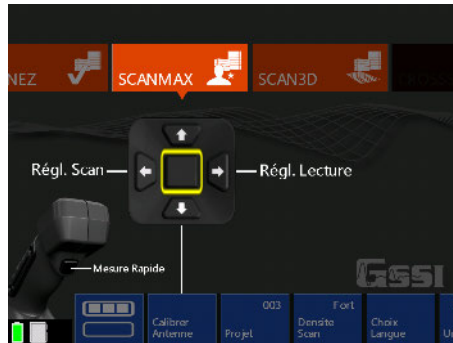 NEZ
SCANMAX
SCAN3D
Régl. Scan
Régl. Lecture
Mesure Rapide
GSSI
Calibrer
Antenne
003
Projet
Fort
Densite
Scan
Choix
Langue